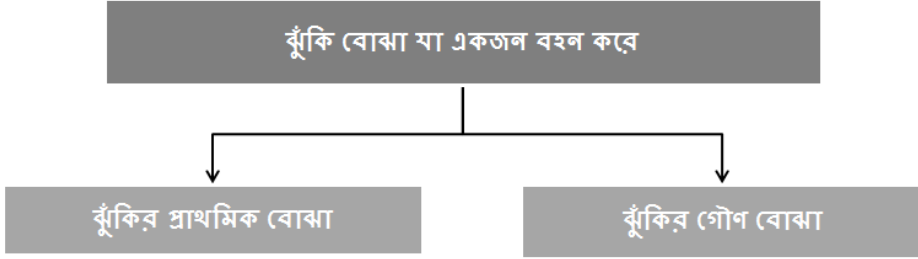 ঝুঁকি বোঝা যা একজন বহন করে
ঝুঁকির প্রাথমিক বোঝা
ঝুঁকির গৌণ বোঝা